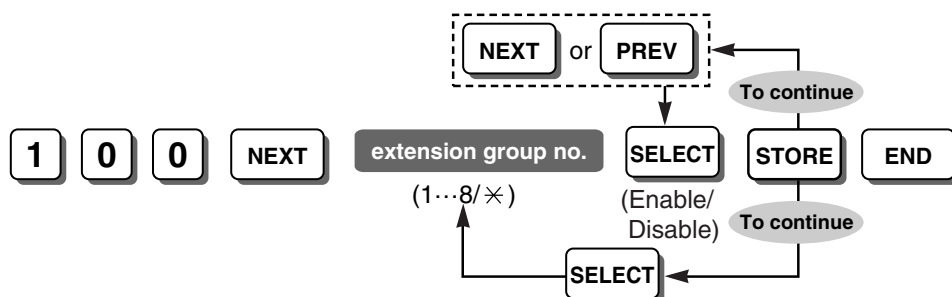 NEXT or PREV
To continue
1 0 0 NEXT extension group no. SELECT STORE END
(1···8/✳)
(Enable/
Disable)
To continue
SELECT